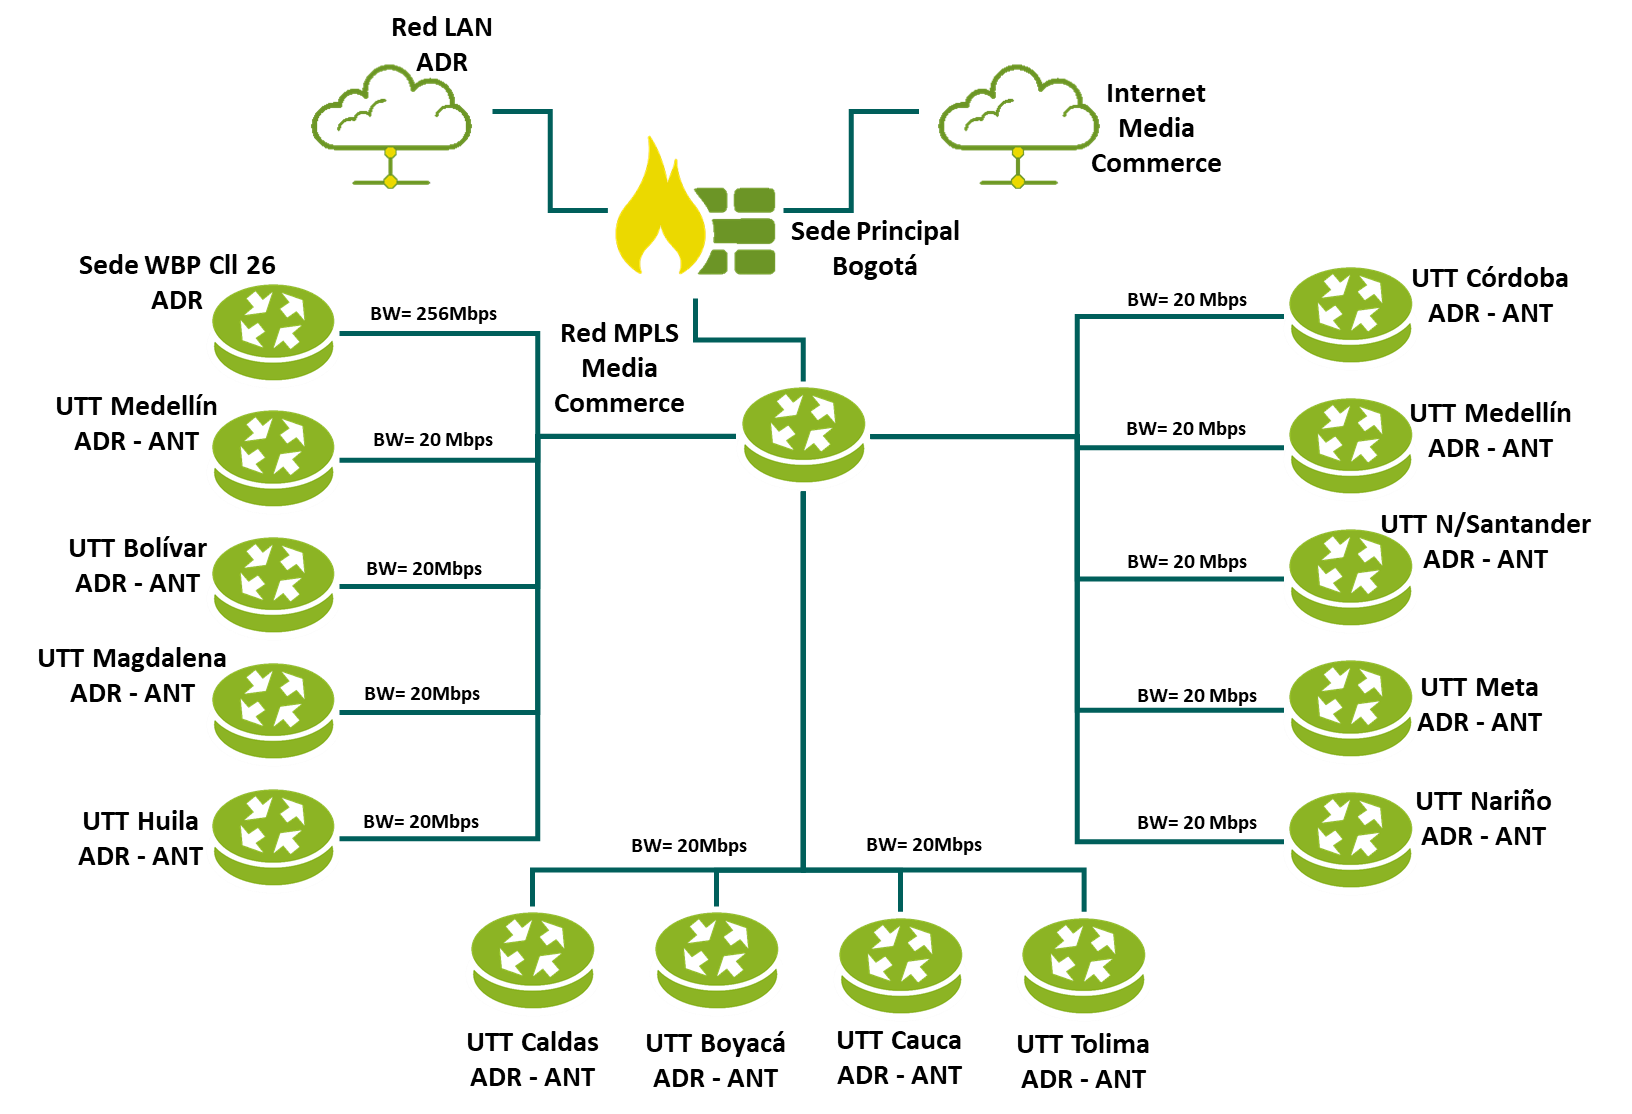 Red LAN
ADR
Internet
Media
Commerce
Sede Principal
Bogotá
Sede WBP Cll 26
ADR
BW= 256Mbps
Red MPLS
Media
Commerce
BW= 20 Mbps
UTT Córdoba
ADR - ANT
UTT Medellín
ADR - ANT
BW= 20 Mbps
BW= 20 Mbps
UTT Medellín
ADR - ANT
UTT Bolívar
ADR - ANT
BW= 20Mbps
BW= 20 Mbps
UTT N/Santander
ADR - ANT
UTT Magdalena
ADR - ANT
BW= 20Mbps
BW= 20 Mbps
UTT Meta
ADR - ANT
UTT Huila
ADR - ANT
BW= 20Mbps
BW= 20 Mbps
UTT Nariño
ADR - ANT
BW= 20Mbps
BW= 20Mbps
UTT Caldas
ADR - ANT
UTT Boyacá
ADR - ANT
UTT Cauca
ADR - ANT
UTT Tolima
ADR - ANT